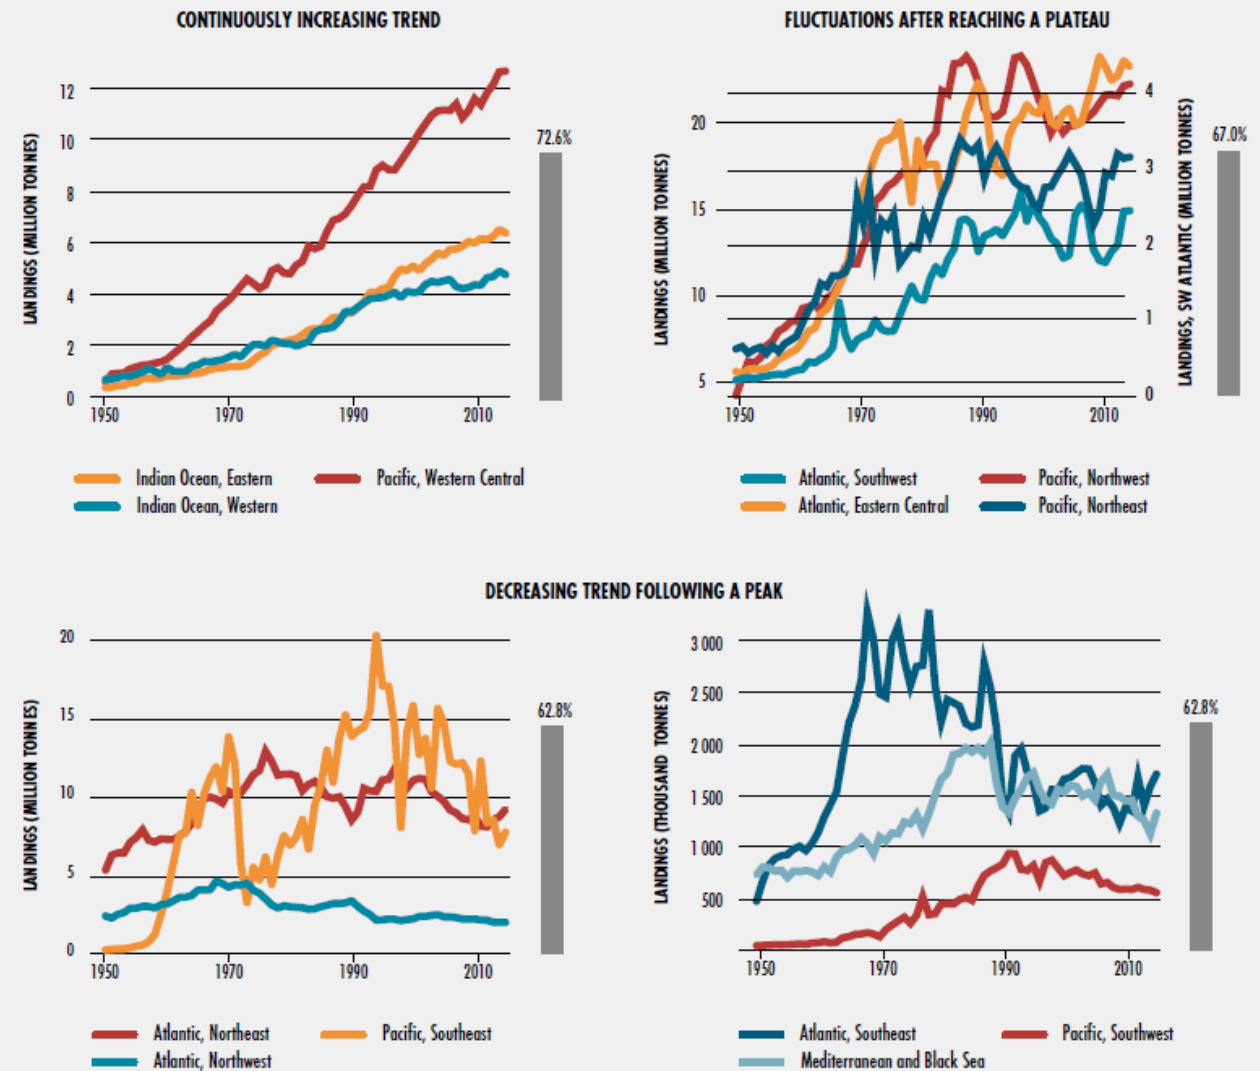 CONTINUOUSLY INCREASING TREND
LANDINGS (MILLION TONNES)
12
10
8
6
4
2
0
1950
1970
1990
2010
72.6%
Indian Ocean, Eastern
Pacific, Western Central
Indian Ocean, Western
FLUCTUATIONS AFTER REACHING A PLATEAU
LANDINGS (MILLION TONNES)
20
15
10
5
4
3
2
1
0
LANDINGS, SW ATLANTIC (MILLION TONNES)
1950
1970
1990
2010
67.0%
Atlantic, Southwest
Pacific, Northwest
Atlantic, Eastern Central
Pacific, Northeast
DECREASING TREND FOLLOWING A PEAK
LANDINGS (MILLION TONNES)
20
15
10
5
0
1950
1970
1990
2010
62.8%
Atlantic, Northeast
Pacific, Southeast
Atlantic, Northwest
LANDINGS (THOUSAND TONNES)
3 000
2 500
2 000
1 500
1 000
500
1950
1970
1990
2010
62.8%
Atlantic, Southeast
Pacific, Southwest
Mediterranean and Black Sea